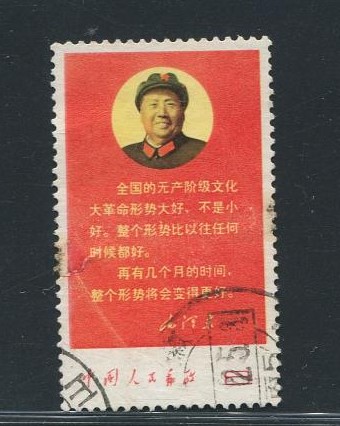 全国的无产阶级文化
大革命形势大好、不是小
好。整个形势比以往任何
时候都好。
再有几个月的时间,
整个形势将会变得更好。
毛泽东
中国人民邮政